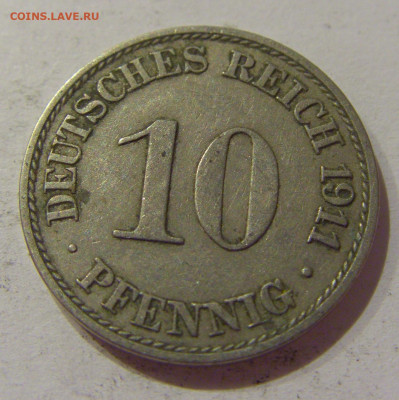 COINS.LAVE.RU
DEUTSCHES REICH 1911
10
· PFENNIG ·